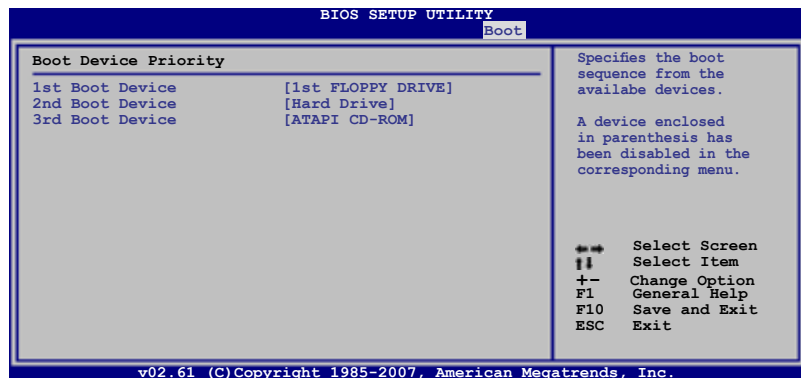 BIOS SETUP UTILITY
Boot
Boot Device Priority
1st Boot Device [1st FLOPPY DRIVE]
2nd Boot Device [Hard Drive]
3rd Boot Device [ATAPI CD-ROM]
Specifies the boot
sequence from the
availabe devices.
A device enclosed
in parenthesis has
been disabled in the
corresponding menu.
←→ Select Screen
↑↓ Select Item
+- Change Option
F1 General Help
F10 Save and Exit
ESC Exit
v02.61 (C)Copyright 1985-2007, American Megatrends, Inc.